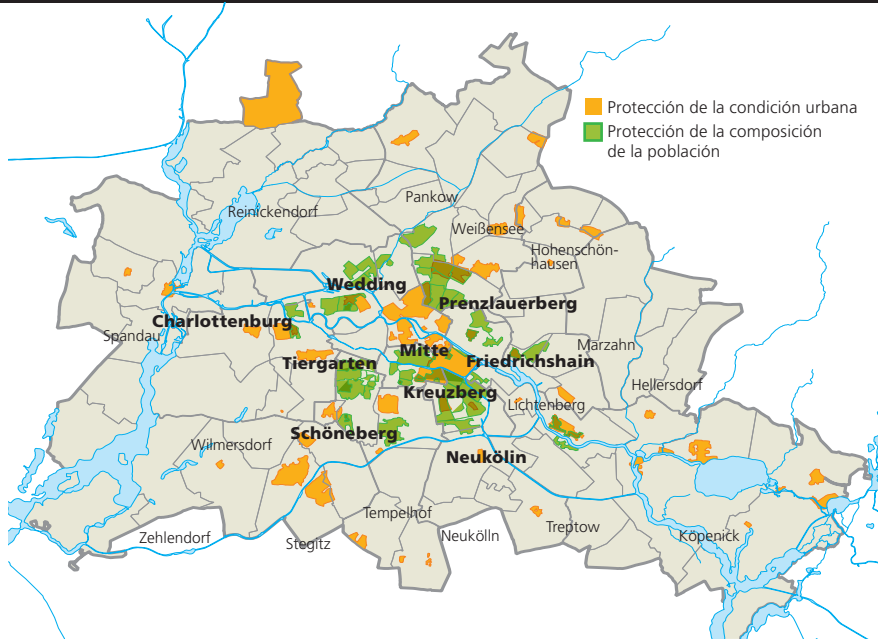 Protección de la condición urbana
Protección de la composición
de la población
Pankow
Reinickendorf
Weißensee
Hohenschön-
hausen
Wedding
Prenzlauerberg
Charlottenburg
Spandau
Marzahn
Mitte
Friedrichshain
Tiergarten
Hellersdorf
Kreuzberg
Lichtenberg
Schöneberg
Wilmersdorf
Neukölin
Tempelhof
Zehlendorf
Stegitz
Neukölln
Treptow
Köpenick